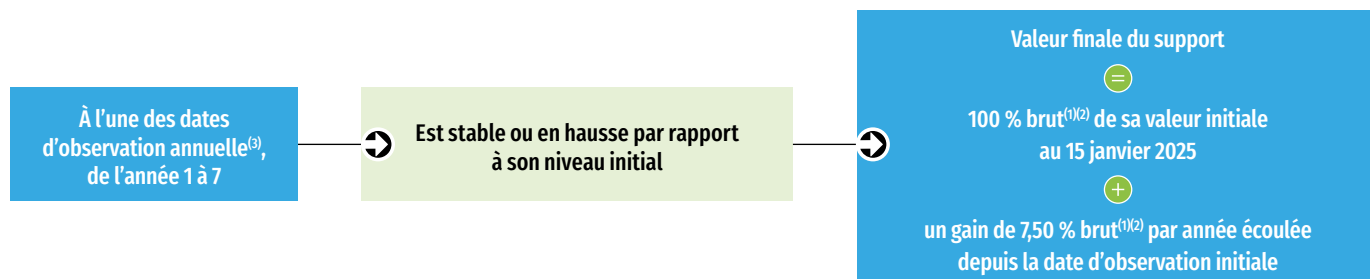 À l’une des dates
d’observation annuelle(3),
de l’année 1 à 7
Est stable ou en hausse par rapport
à son niveau initial
Valeur finale du support
=
100 % brut(1)(2) de sa valeur initiale
au 15 janvier 2025
+
un gain de 7,50 % brut(1)(2) par année écoulée
depuis la date d’observation initiale